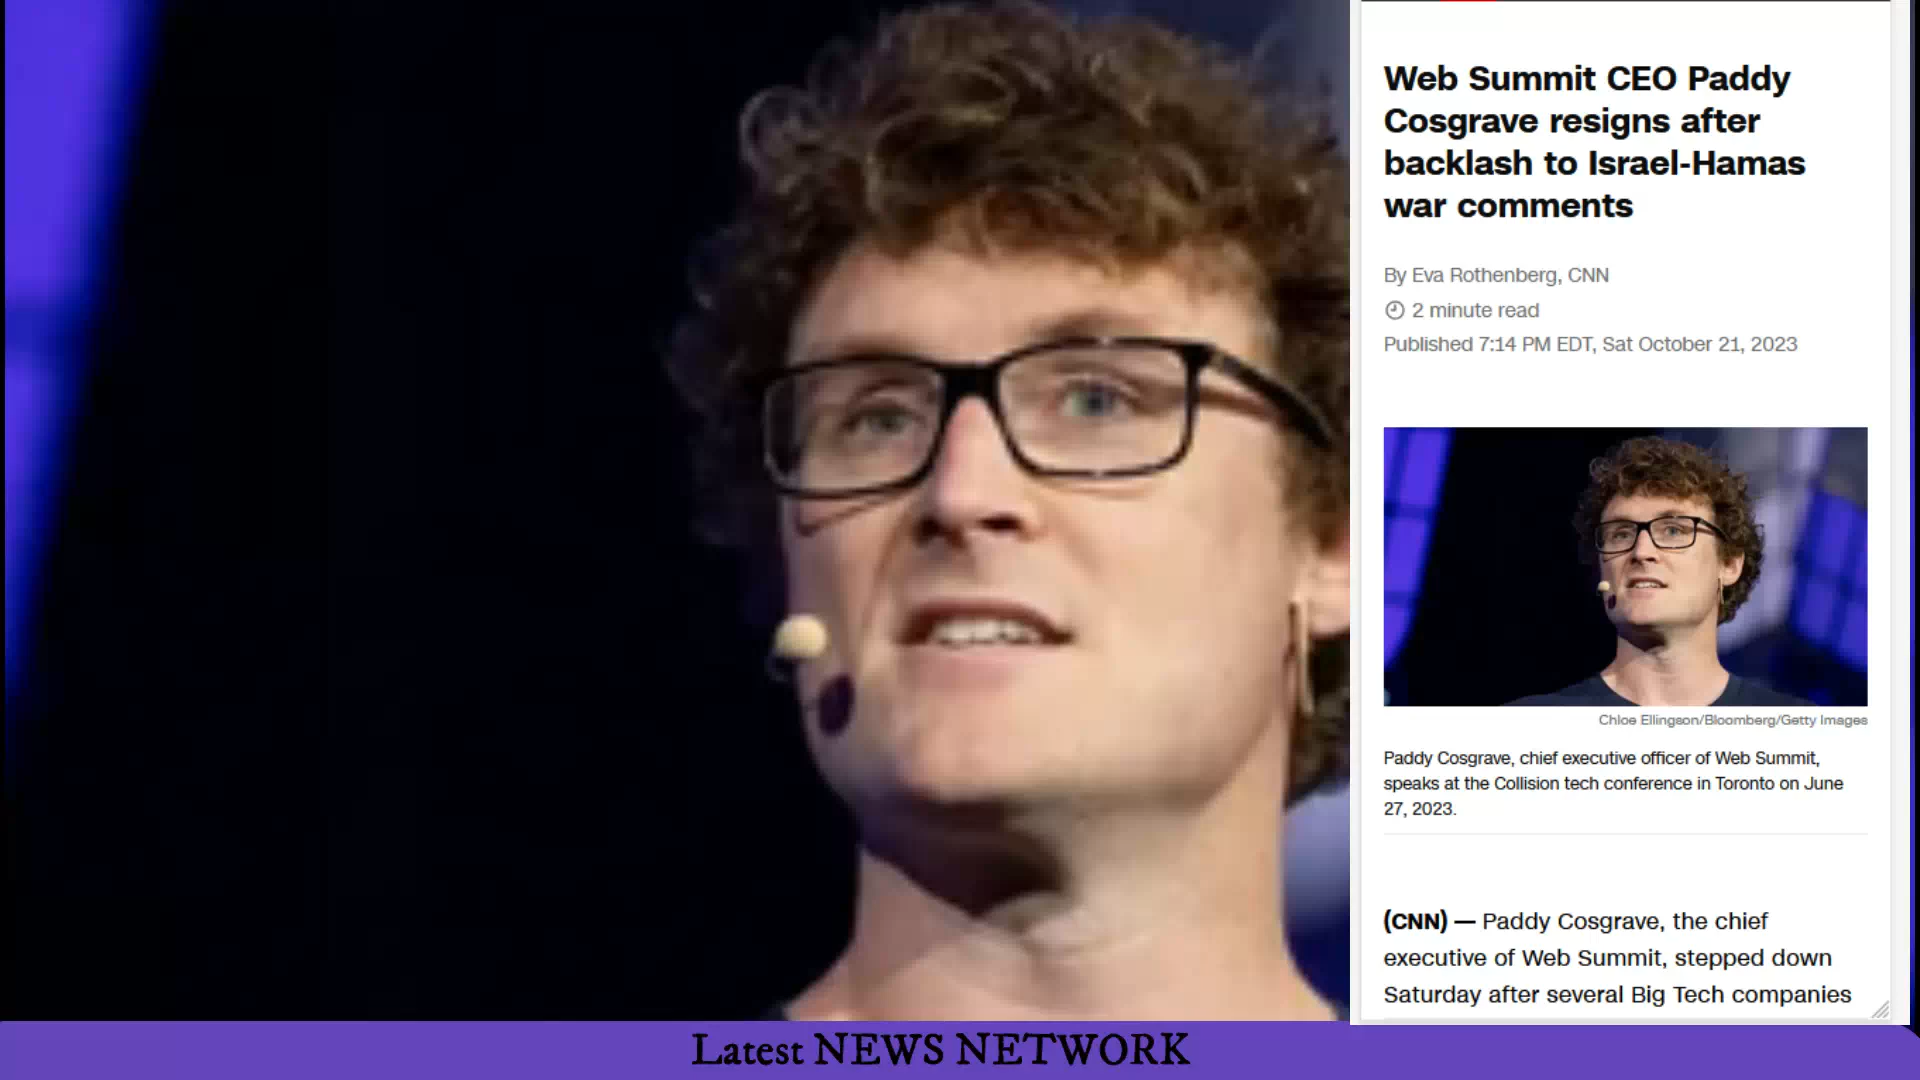 Web Summit CEO Paddy
Cosgrave resigns after
backlash to Israel-Hamas
war comments
By Eva Rothenberg, CNN
2 minute read
Published 7:14 PM EDT, Sat October 21, 2023
Chloe Ellingson/Bloomberg/Getty Images
Paddy Cosgrave, chief executive officer of Web Summit,
speaks at the Collision tech conference in Toronto on June
27, 2023.
(CNN) — Paddy Cosgrave, the chief
executive of Web Summit, stepped down
Saturday after several Big Tech companies
Latest NEWS NETWORK